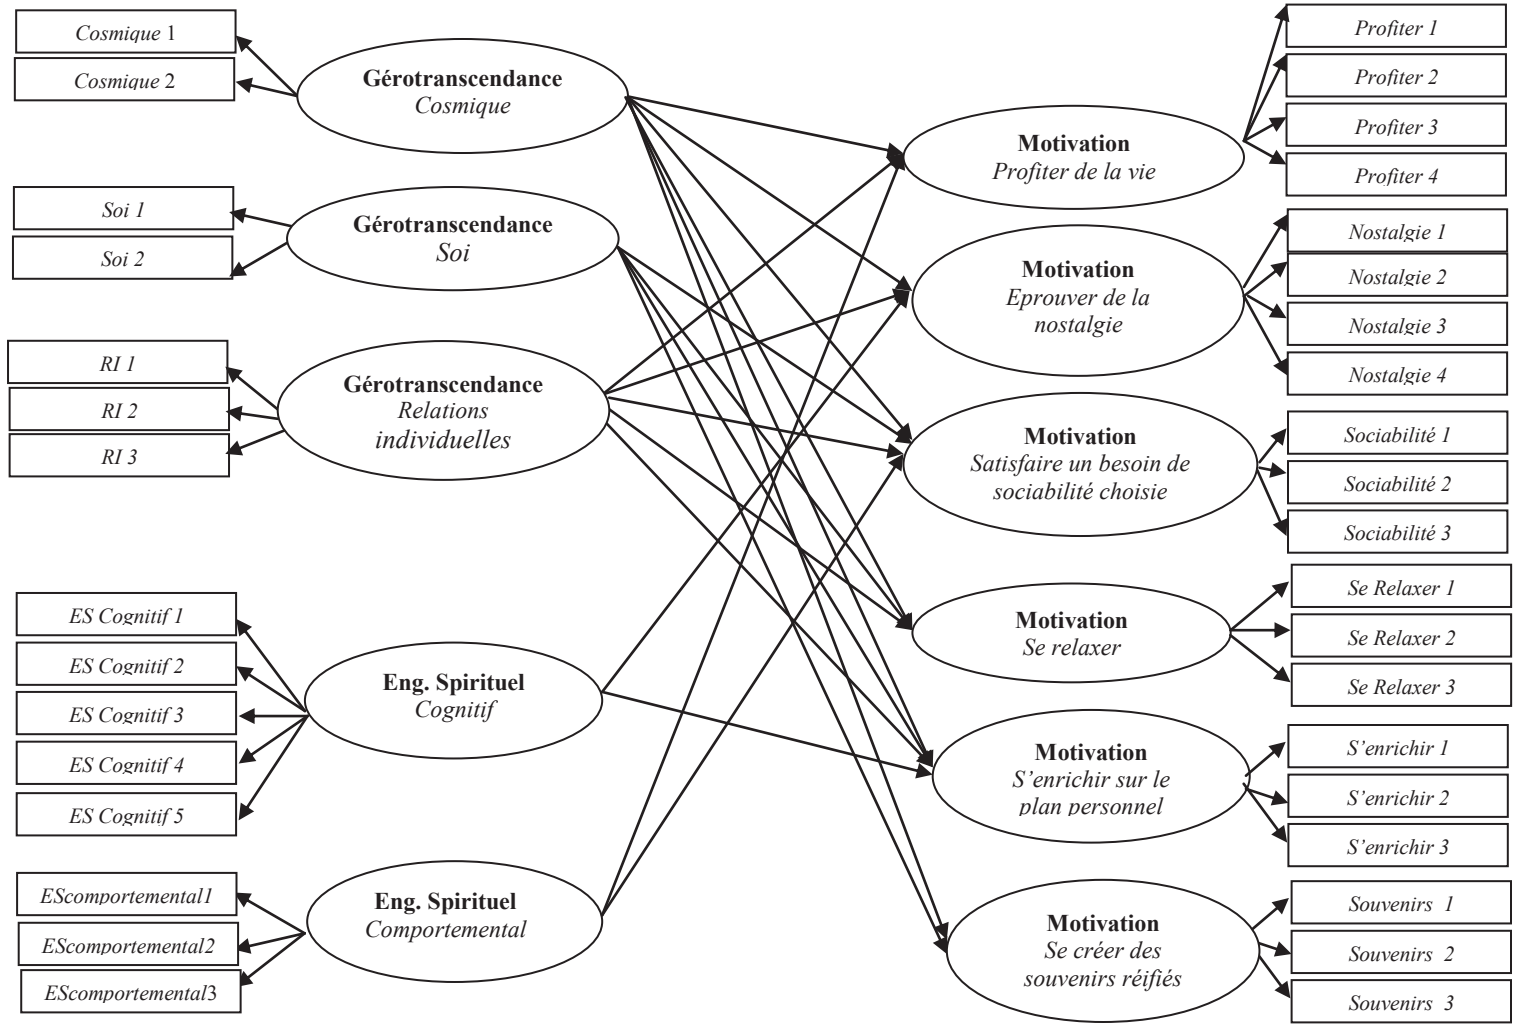 Cosmique 1
Cosmique 2
Gérotranscendance
Cosmique
Soi 1
Soi 2
Gérotranscendance
Soi
RI 1
RI 2
RI 3
Gérotranscendance
Relations
individuelles
ES Cognitif 1
ES Cognitif 2
ES Cognitif 3
ES Cognitif 4
ES Cognitif 5
Eng. Spirituel
Cognitif
EScomportemental1
EScomportemental2
EScomportemental3
Eng. Spirituel
Comportemental
Motivation
Profiter de la vie
Profiter 1
Profiter 2
Profiter 3
Profiter 4
Motivation
Eprouver de la
nostalgie
Nostalgie 1
Nostalgie 2
Nostalgie 3
Nostalgie 4
Motivation
Satisfaire un besoin de
sociabilité choisie
Sociabilité 1
Sociabilité 2
Sociabilité 3
Motivation
Se relaxer
Se Relaxer 1
Se Relaxer 2
Se Relaxer 3
Motivation
S’enrichir sur le
plan personnel
S’enrichir 1
S’enrichir 2
S’enrichir 3
Motivation
Se créer des
souvenirs réifiés
Souvenirs 1
Souvenirs 2
Souvenirs 3